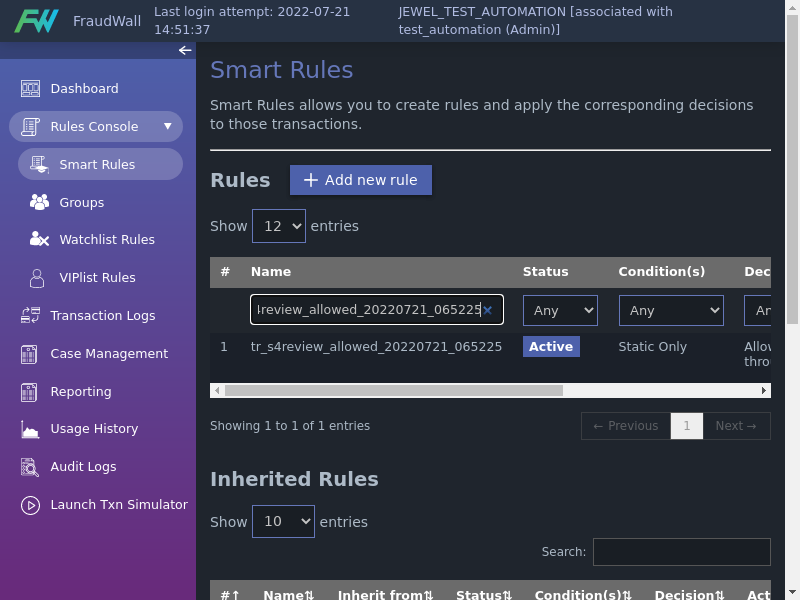 FraudWall
Last login attempt: 2022-07-21
14:51:37
JEWEL_TEST_AUTOMATION [associated with
test_automation (Admin)]
←
Dashboard
Rules Console ▼
Smart Rules
Groups
Watchlist Rules
VIPlist Rules
Transaction Logs
Case Management
Reporting
Usage History
Audit Logs
Launch Txn Simulator
Smart Rules
Smart Rules allows you to create rules and apply the corresponding decisions
to those transactions.
Rules
+ Add new rule
Show 12 entries
# Name Status Condition(s) Dec
review_allowed_20220721_065225 × Any Any An
1 tr_s4review_allowed_20220721_065225 Active Static Only Allow
thro
Showing 1 to 1 of 1 entries
← Previous 1 Next →
Inherited Rules
Show 10 entries
Search:
#↑ Name⇅ Inherit from⇅ Status⇅ Condition(s)⇅ Decision⇅ Act